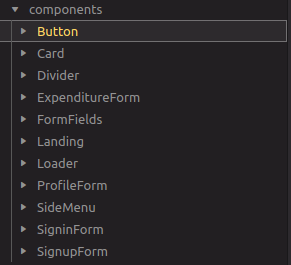 components
Button
Card
Divider
ExpenditureForm
FormFields
Landing
Loader
ProfileForm
SideMenu
SigninForm
SignupForm